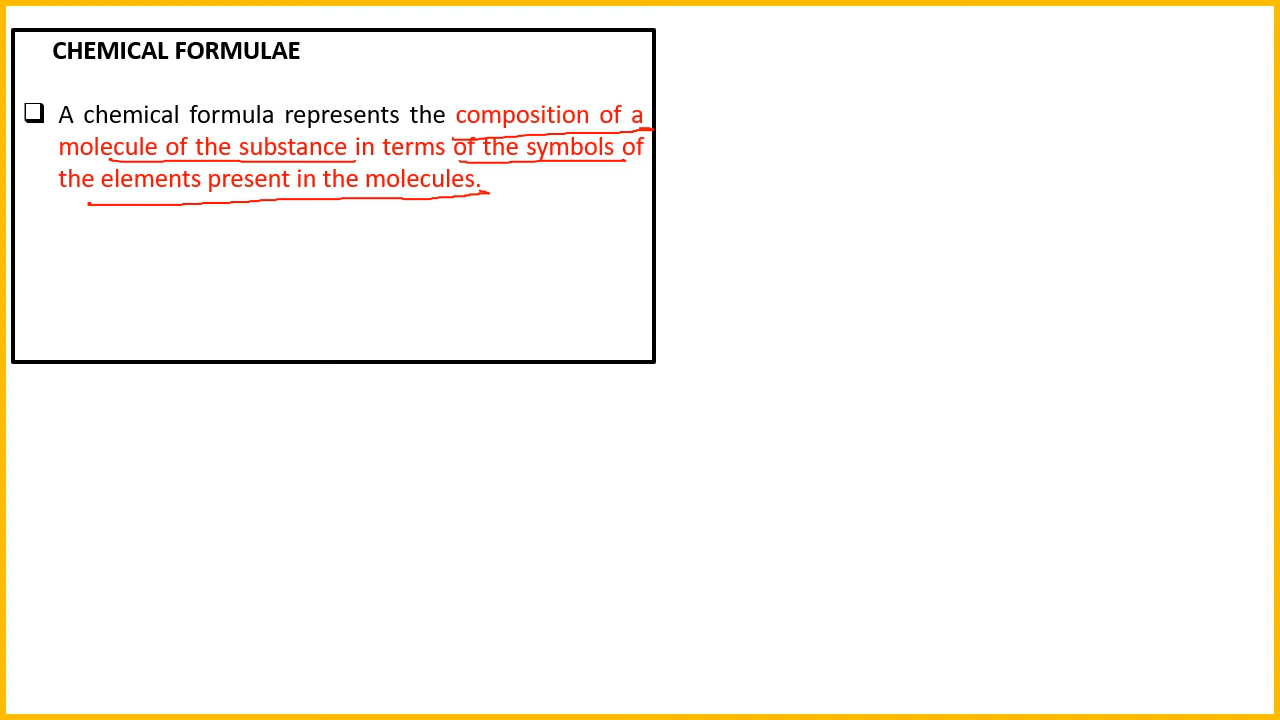 CHEMICAL FORMULAE
❑ A chemical formula represents the composition of a
molecule of the substance in terms of the symbols of
the elements present in the molecules.